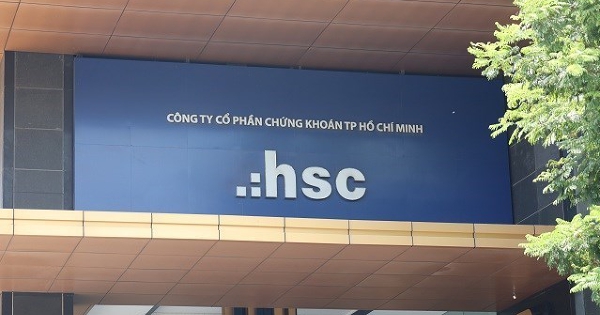 CÔNG TY CỔ PHẦN CHỨNG KHOÁN TP HỒ CHÍ MINH
.:hsc